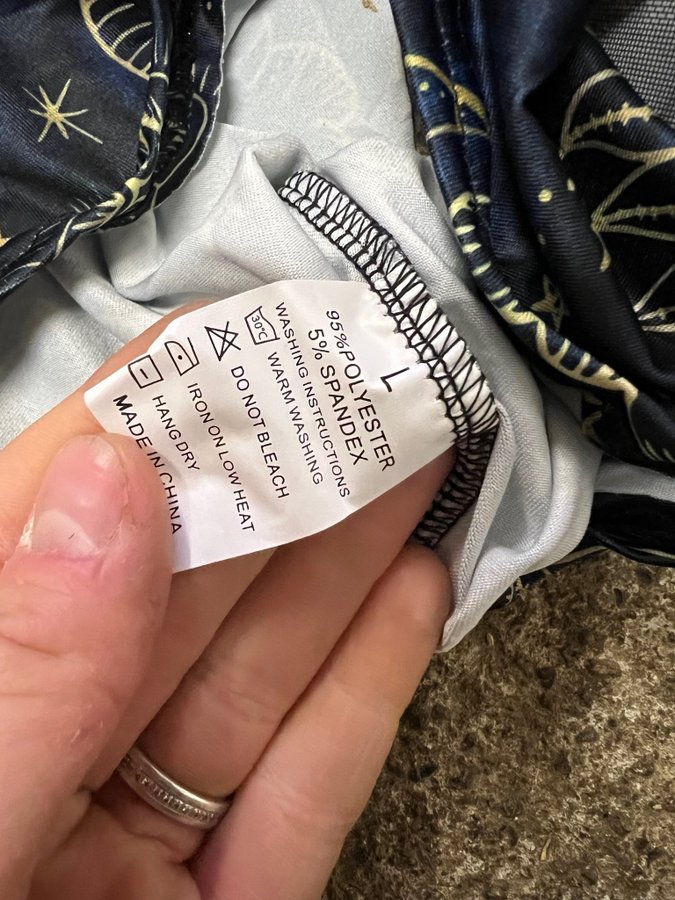 L
95%POLYESTER
5% SPANDEX
WASHING INSTRUCTIONS
30°C WARM WASHING
DO NOT BLEACH
IRON ON LOW HEAT
HANG DRY
MADE IN CHINA